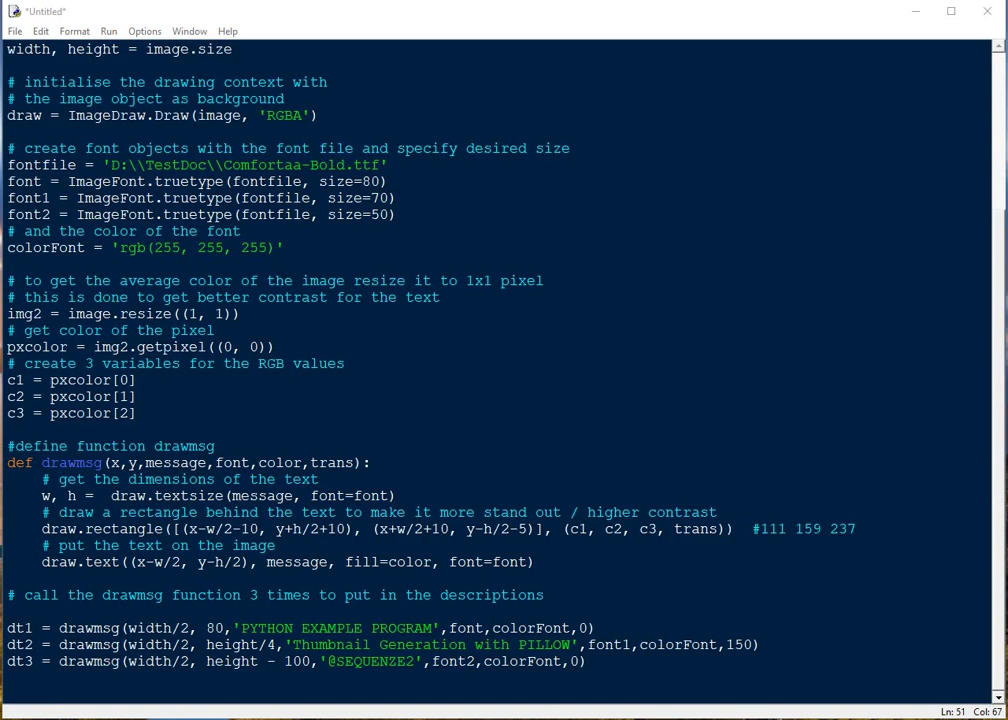 *Untitled*
File Edit Format Run Options Window Help
width, height = image.size
# initialise the drawing context with
# the image object as background
draw = ImageDraw.Draw(image, 'RGBA')
# create font objects with the font file and specify desired size
fontfile = 'D:\\TestDoc\\Comfortaa-Bold.ttf'
font = ImageFont.truetype(fontfile, size=80)
font1 = ImageFont.truetype(fontfile, size=70)
font2 = ImageFont.truetype(fontfile, size=50)
# and the color of the font
colorFont = 'rgb(255, 255, 255)'
# to get the average color of the image resize it to 1x1 pixel
# this is done to get better contrast for the text
img2 = image.resize((1, 1))
# get color of the pixel
pxcolor = img2.getpixel((0, 0))
# create 3 variables for the RGB values
c1 = pxcolor[0]
c2 = pxcolor[1]
c3 = pxcolor[2]
#define function drawmsg
def drawmsg(x,y,message,font,color,trans):
    # get the dimensions of the text
    w, h =  draw.textsize(message, font=font)
    # draw a rectangle behind the text to make it more stand out / higher contrast
    draw.rectangle([(x-w/2-10, y+h/2+10), (x+w/2+10, y-h/2-5)], (c1, c2, c3, trans))  #111 159 237
    # put the text on the image
    draw.text((x-w/2, y-h/2), message, fill=color, font=font)
# call the drawmsg function 3 times to put in the descriptions
dt1 = drawmsg(width/2, 80,'PYTHON EXAMPLE PROGRAM',font,colorFont,0)
dt2 = drawmsg(width/2, height/4,'Thumbnail Generation with PILLOW',font1,colorFont,150)
dt3 = drawmsg(width/2, height - 100,'@SEQUENZE2',font2,colorFont,0)
Ln: 51 Col: 67